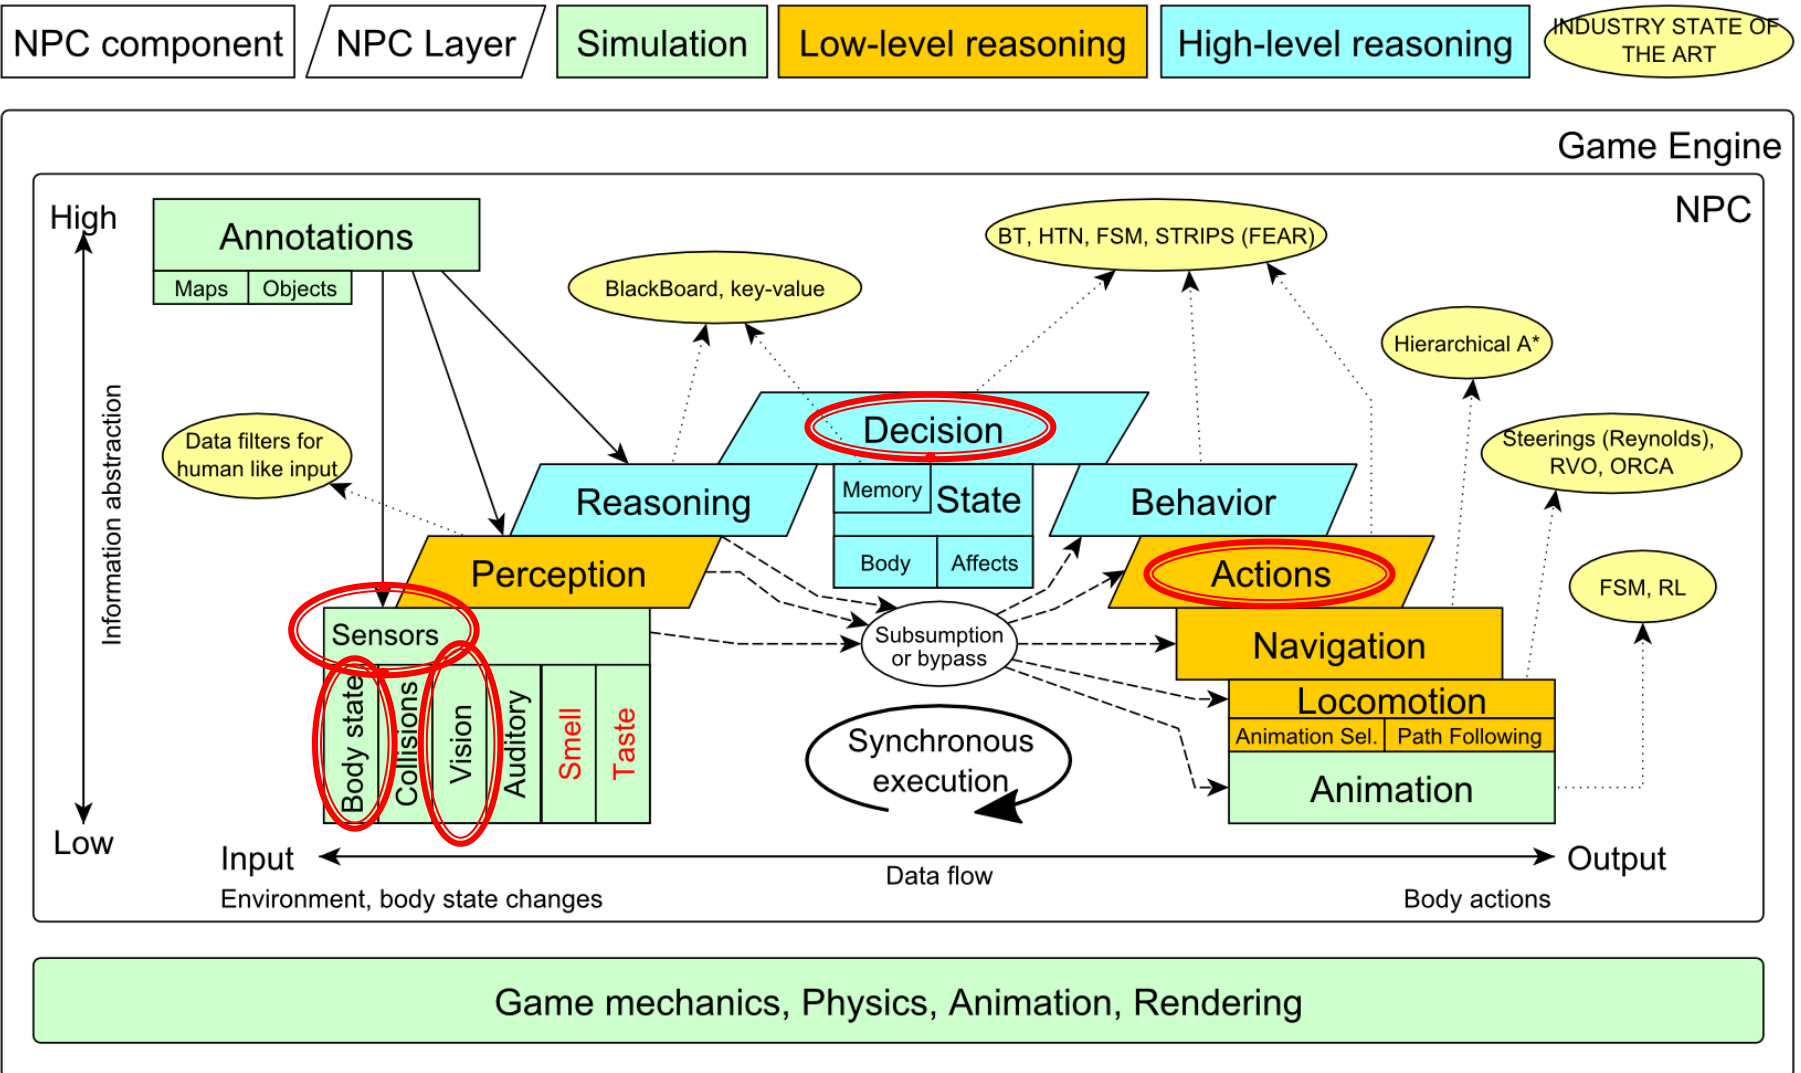 NPC component
NPC Layer
Simulation
Low-level reasoning
High-level reasoning
INDUSTRY STATE OF
THE ART
Game Engine
NPC
High
Annotations
Maps
Objects
BlackBoard, key-value
BT, HTN, FSM, STRIPS (FEAR)
Hierarchical A*
Information abstraction
Data filters for
human like input
Decision
Steerings (Reynolds),
RVO, ORCA
Reasoning
Memory
State
Behavior
Perception
Body
Affects
Actions
FSM, RL
Sensors
Subsumption
or bypass
Navigation
Body state
Collisions
Vision
Auditory
Smell
Taste
Locomotion
Animation Sel.
Path Following
Synchronous
execution
Animation
Low
Input
Data flow
Output
Environment, body state changes
Body actions
Game mechanics, Physics, Animation, Rendering